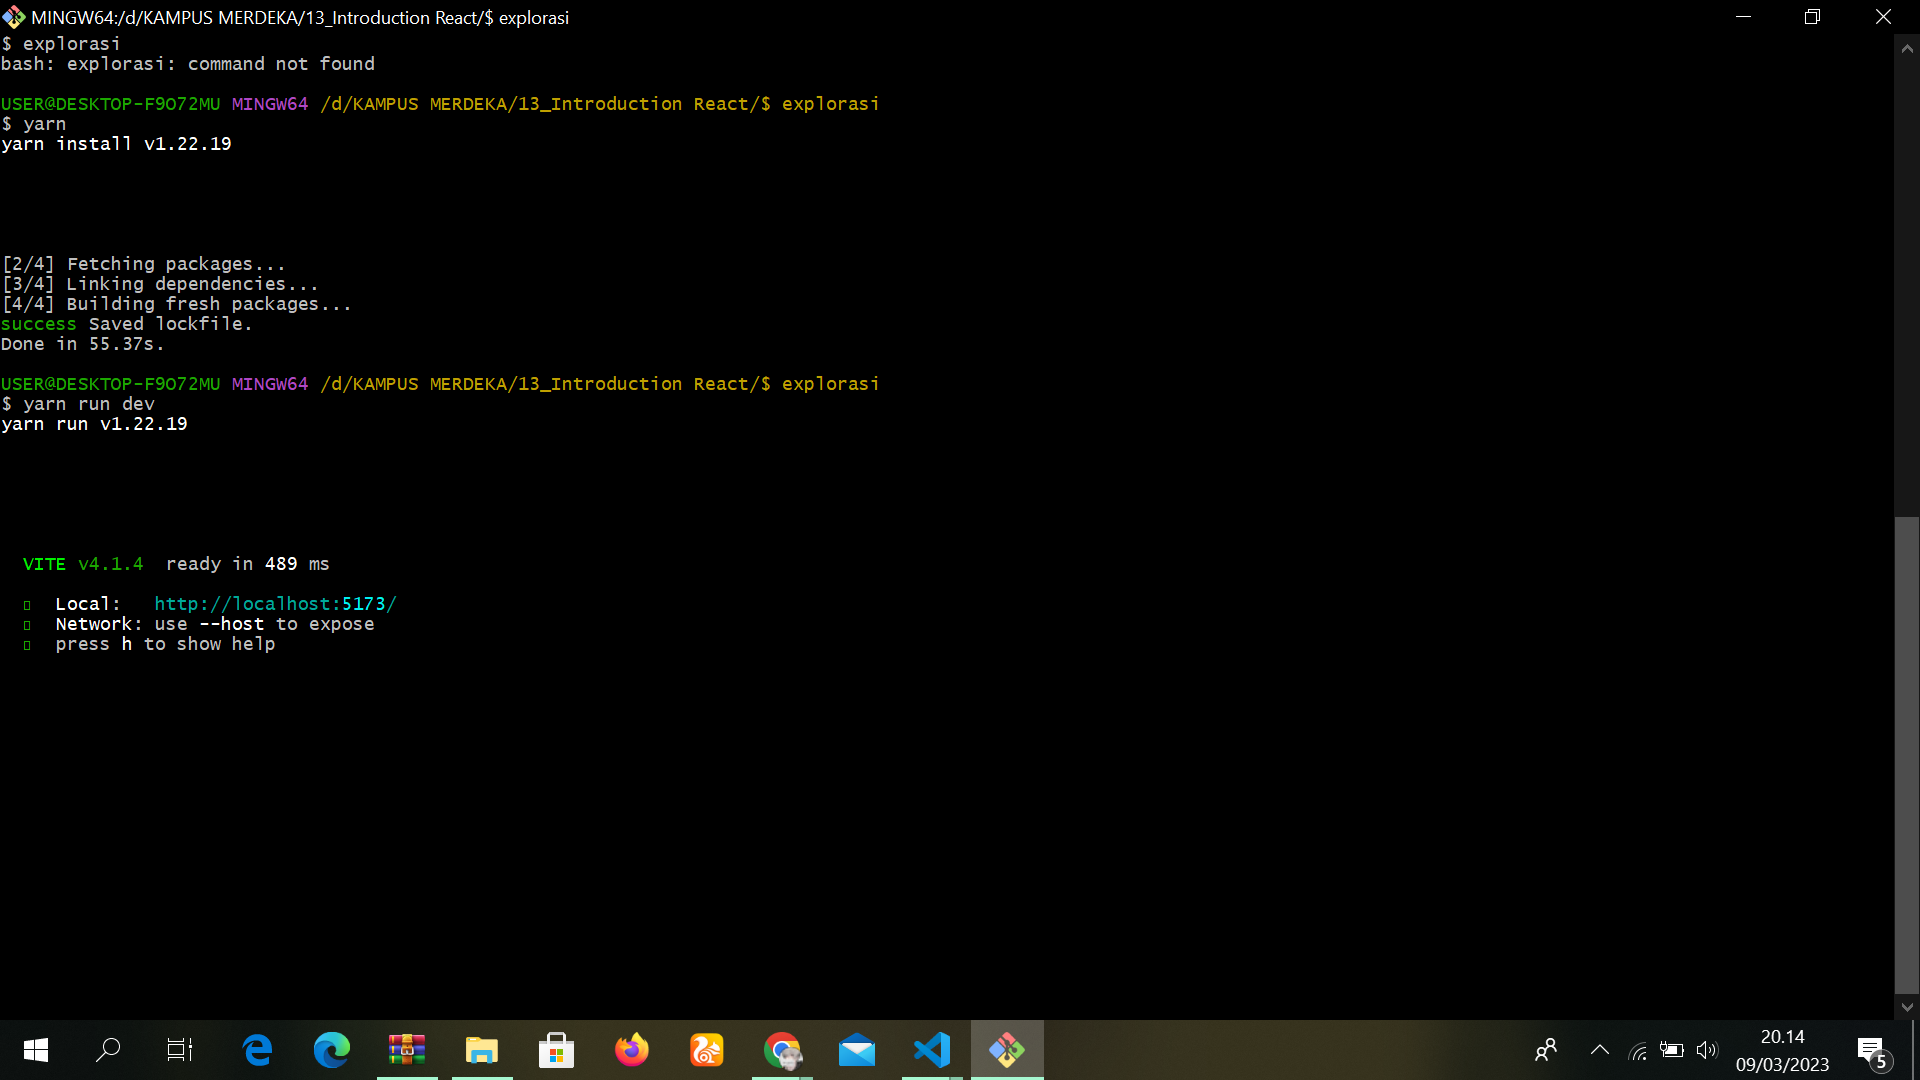 MINGW64:/d/KAMPUS MERDEKA/13_Introduction React/$ explorasi
$ explorasi
bash: explorasi: command not found
USER@DESKTOP-F9O72MU MINGW64 /d/KAMPUS MERDEKA/13_Introduction React/$ explorasi
$ yarn
yarn install v1.22.19
[2/4] Fetching packages...
[3/4] Linking dependencies...
[4/4] Building fresh packages...
success Saved lockfile.
Done in 55.37s.
USER@DESKTOP-F9O72MU MINGW64 /d/KAMPUS MERDEKA/13_Introduction React/$ explorasi
$ yarn run dev
yarn run v1.22.19
VITE v4.1.4  ready in 489 ms
Local:   http://localhost:5173/
Network: use --host to expose
press h to show help
20.14
09/03/2023
5